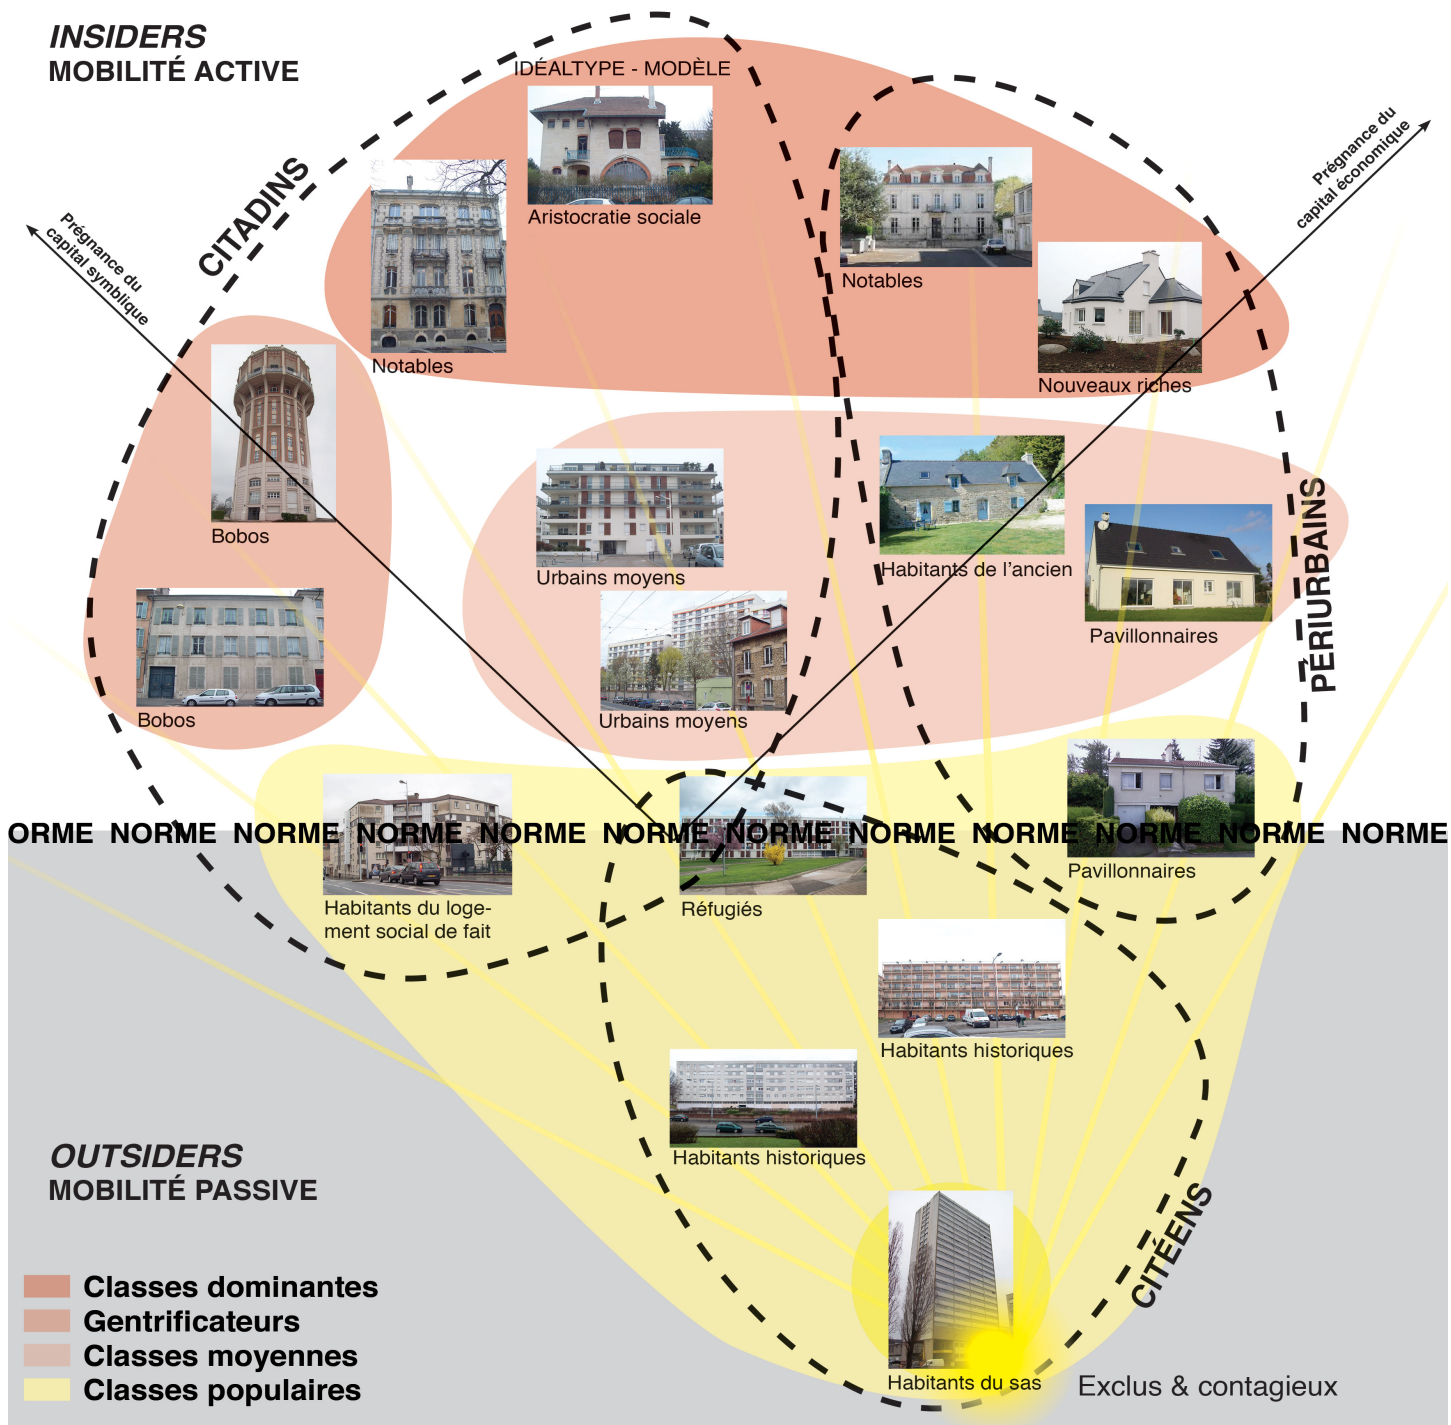 INSIDERS
MOBILITÉ ACTIVE
IDÉALTYPE - MODÈLE
CITADINS
Prégnance du
capital symblique
Prégnance du
capital économique
Aristocratie sociale
Notables
Notables
Nouveaux riches
Bobos
Bobos
Urbains moyens
Urbains moyens
Habitants de l'ancien
Pavillonnaires
PÉRIURBAINS
ORME NORME NORME NORME NORME NORME NORME NORME NORME NORME NORME NORME
Habitants du loge-
ment social de fait
Réfugiés
Pavillonnaires
Habitants historiques
Habitants historiques
OUTSIDERS
MOBILITÉ PASSIVE
CITÉENS
Habitants du sas
Exclus & contagieux
Classes dominantes
Gentrificateurs
Classes moyennes
Classes populaires